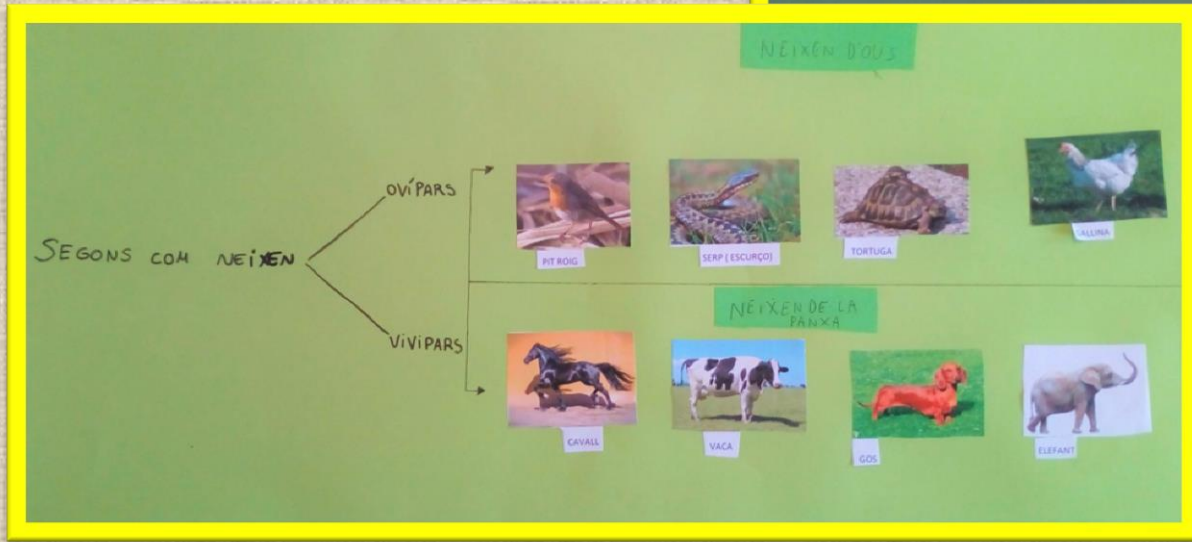 NEIXEN D'OUS
OVÍPARS
PIT ROIG
SERP ( ESCURÇO)
TORTUGA
GALLINA
SEGONS COM NEIXEN
NEIXEN DE LA
PANXA
VIVIPARS
CAVALL
VACA
GOS
ELEFANT